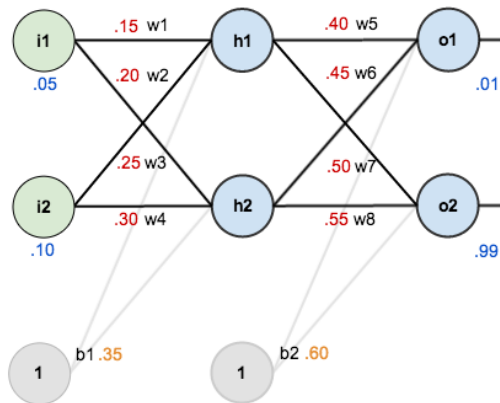 i1 .15 w1 h1 .40 w5 o1
.05 .20 w2 .45 w6 .01
.25 w3 .50 w7
i2 .30 w4 h2 .55 w8 o2
.10 .99
b1 .35 b2 .60
1 1